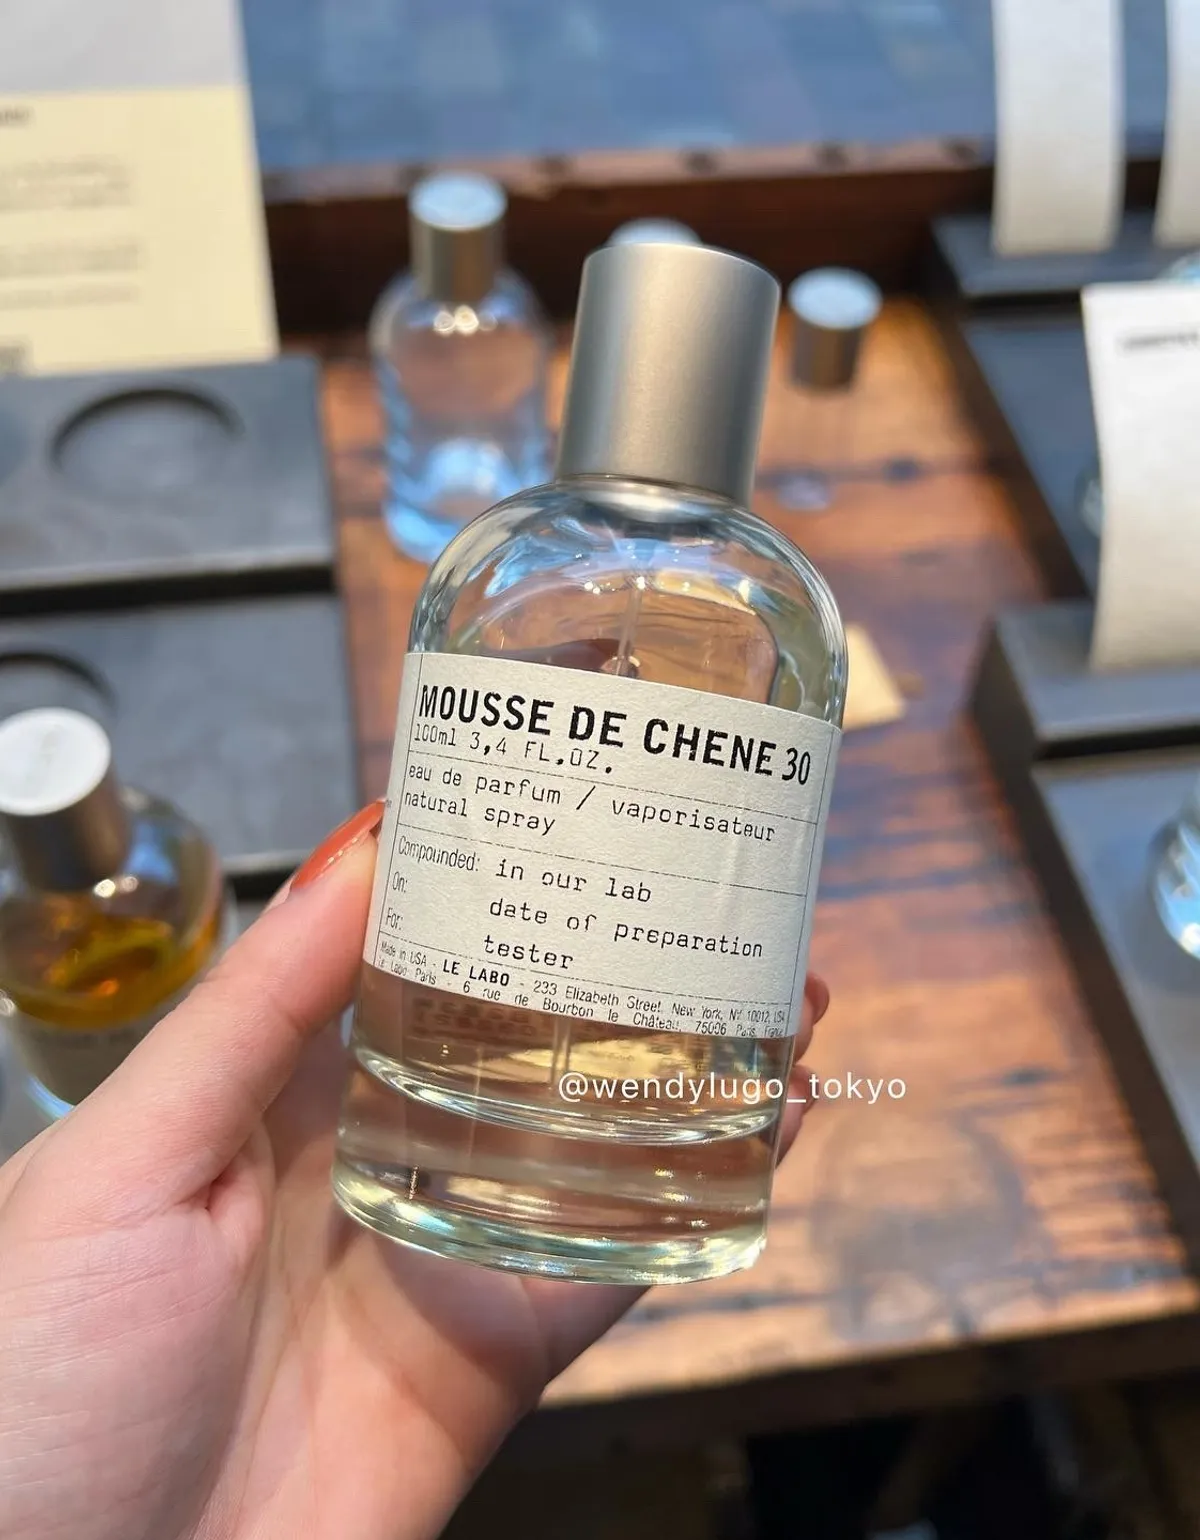 MOUSSE DE CHENE 30
100ml 3,4 FL.OZ.
eau de parfum / vaporisateur
natural spray
Compounded: in our lab
On: date of preparation
For: tester
Made in USA - LE LABO - 233 Elizabeth Street, New York, NY 10012 USA
Le Labo Paris - 6 rue de Bourbon le Château, 75006 Paris, France
@wendylugo_tokyo